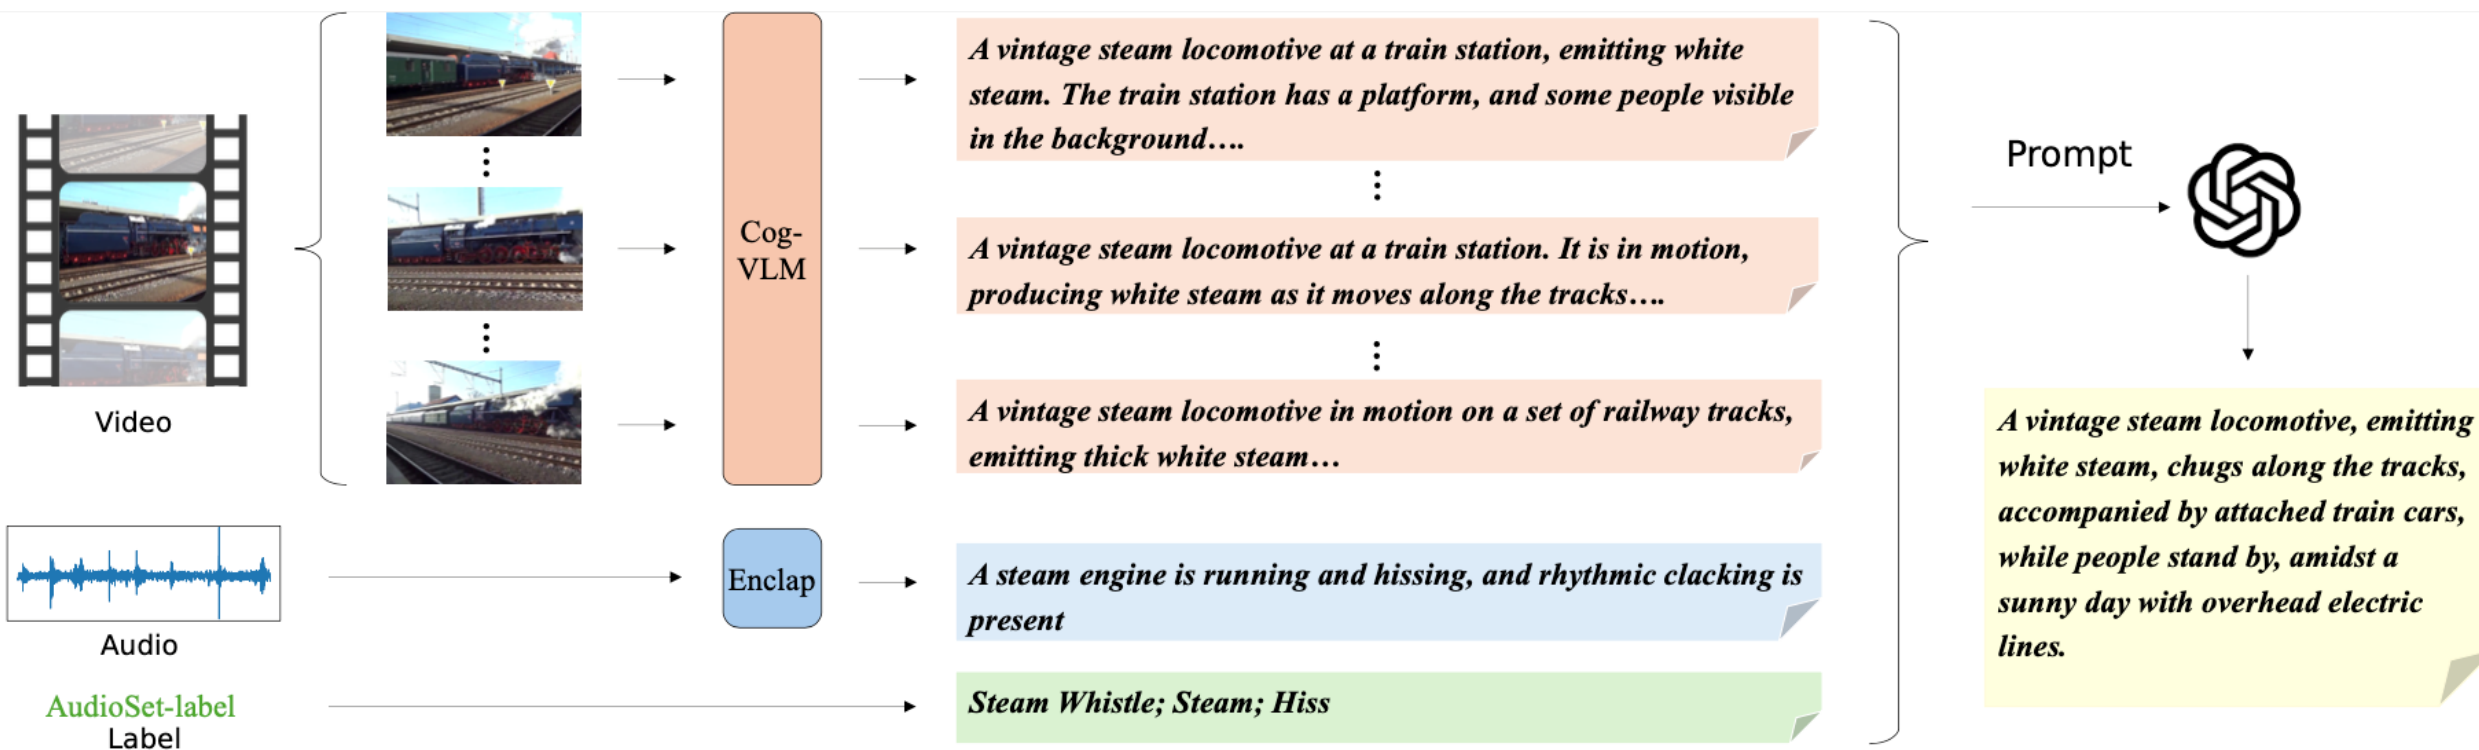 Video
Audio
AudioSet-label
Label
Cog-
VLM
Enclap
A vintage steam locomotive at a train station, emitting white
steam. The train station has a platform, and some people visible
in the background....
A vintage steam locomotive at a train station. It is in motion,
producing white steam as it moves along the tracks....
A vintage steam locomotive in motion on a set of railway tracks,
emitting thick white steam...
A steam engine is running and hissing, and rhythmic clacking is
present
Steam Whistle; Steam; Hiss
Prompt
A vintage steam locomotive, emitting
white steam, chugs along the tracks,
accompanied by attached train cars,
while people stand by, amidst a
sunny day with overhead electric
lines.